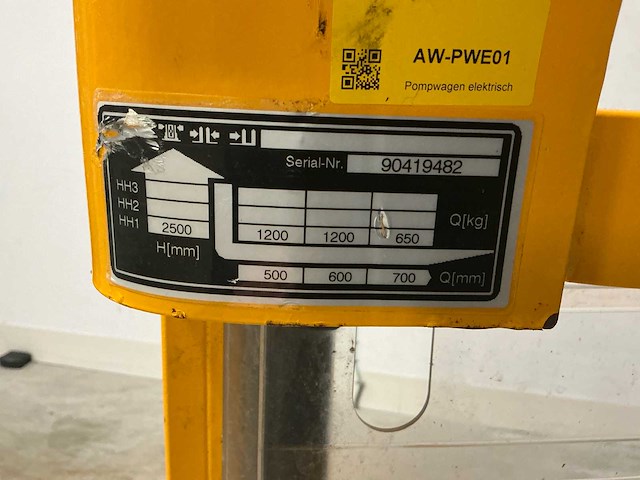 AW-PWE01
Pompwagen elektrisch
Serial-Nr. 90419482
HH3
HH2
HH1 2500
H[mm]
1200 1200 650 Q[kg]
500 600 700 Q[mm]